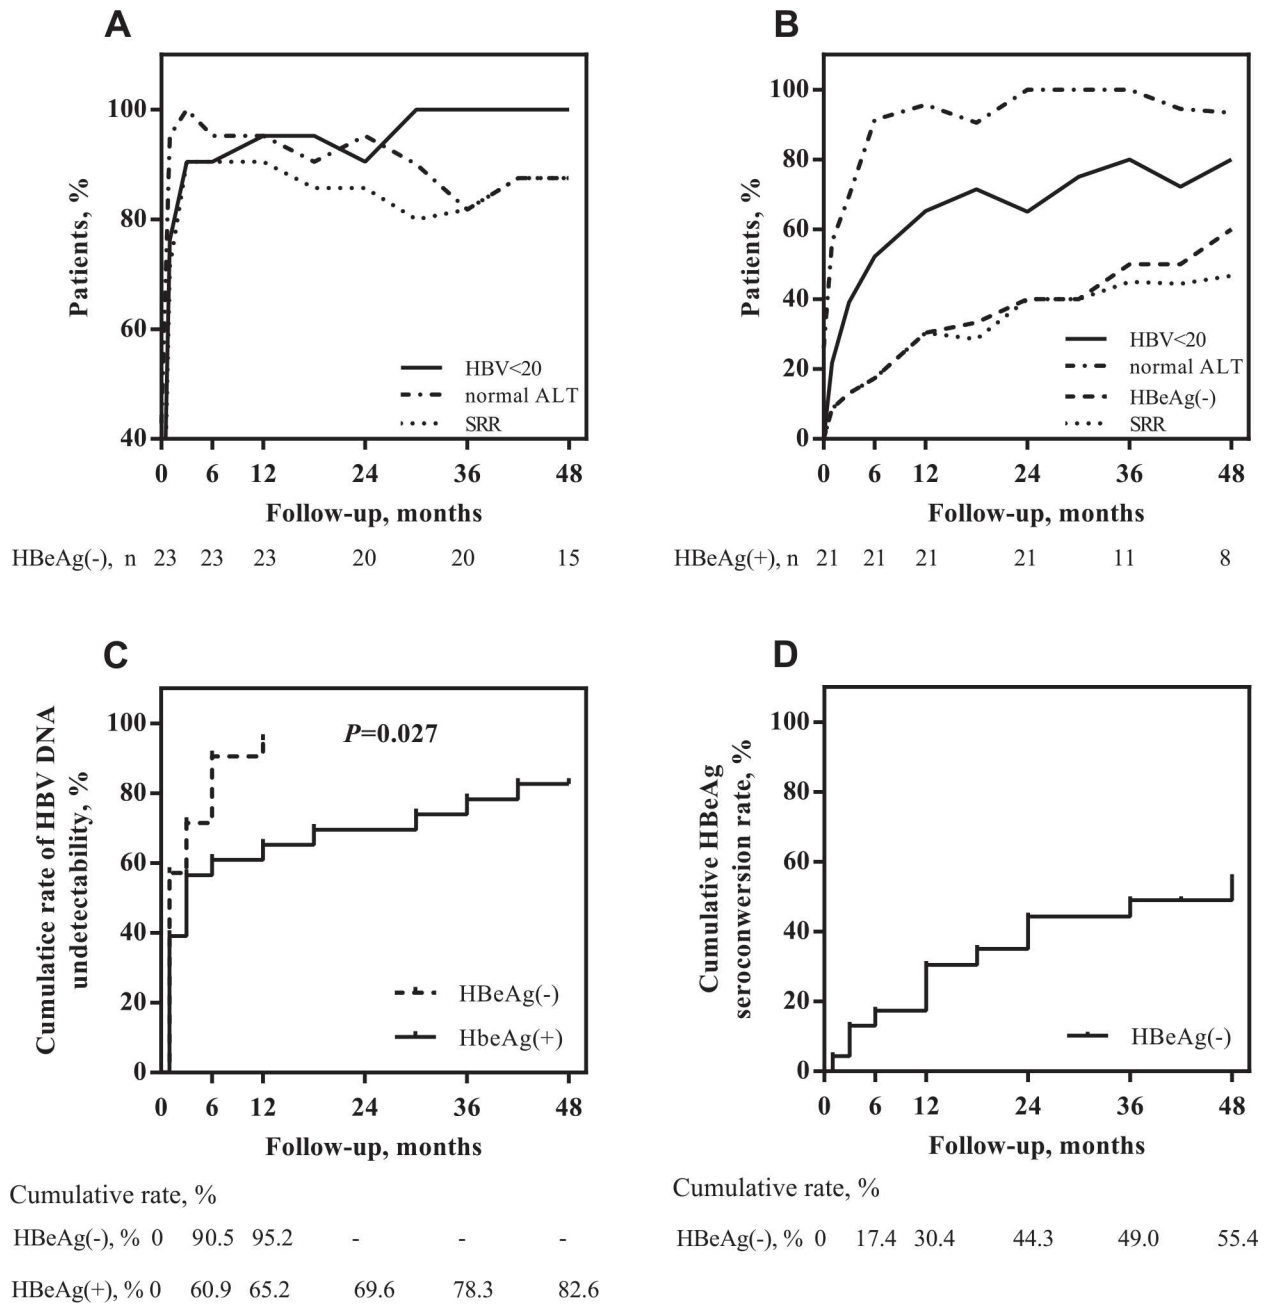 A
Patients, %
100
80
60
40
HBV<20
normal ALT
SRR
0 6 12 24 36 48
Follow-up, months
HBeAg(-), n 23 23 23 20 20 15
B
Patients, %
100
80
60
40
20
0
HBV<20
normal ALT
HBeAg(-)
SRR
0 6 12 24 36 48
Follow-up, months
HBeAg(+), n 21 21 21 21 11 8
C
Cumulatice rate of HBV DNA
undetectability, %
100
80
60
40
20
0
P=0.027
HBeAg(-)
HbeAg(+)
0 6 12 24 36 48
Follow-up, months
Cumulative rate, %
HBeAg(-), % 0 90.5 95.2 - - -
HBeAg(+), % 0 60.9 65.2 69.6 78.3 82.6
D
Cumulative HBeAg
seroconwersion rate, %
100
80
60
40
20
0
HBeAg(-)
0 6 12 24 36 48
Follow-up, months
Cumulative rate, %
HBeAg(-), % 0 17.4 30.4 44.3 49.0 55.4